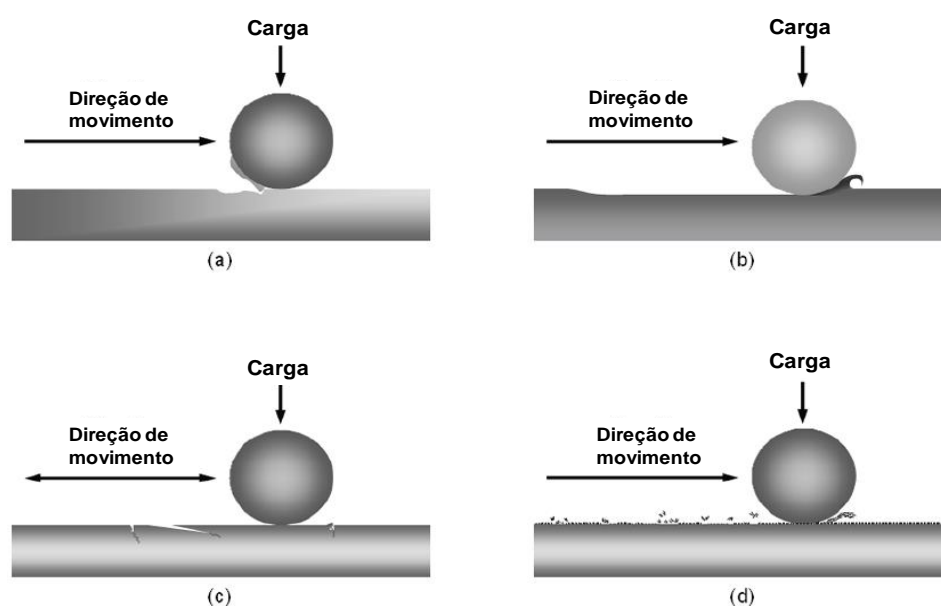 Carga
Direção de
movimento
(a)
Carga
Direção de
movimento
(b)
Carga
Direção de
movimento
(c)
Carga
Direção de
movimento
(d)